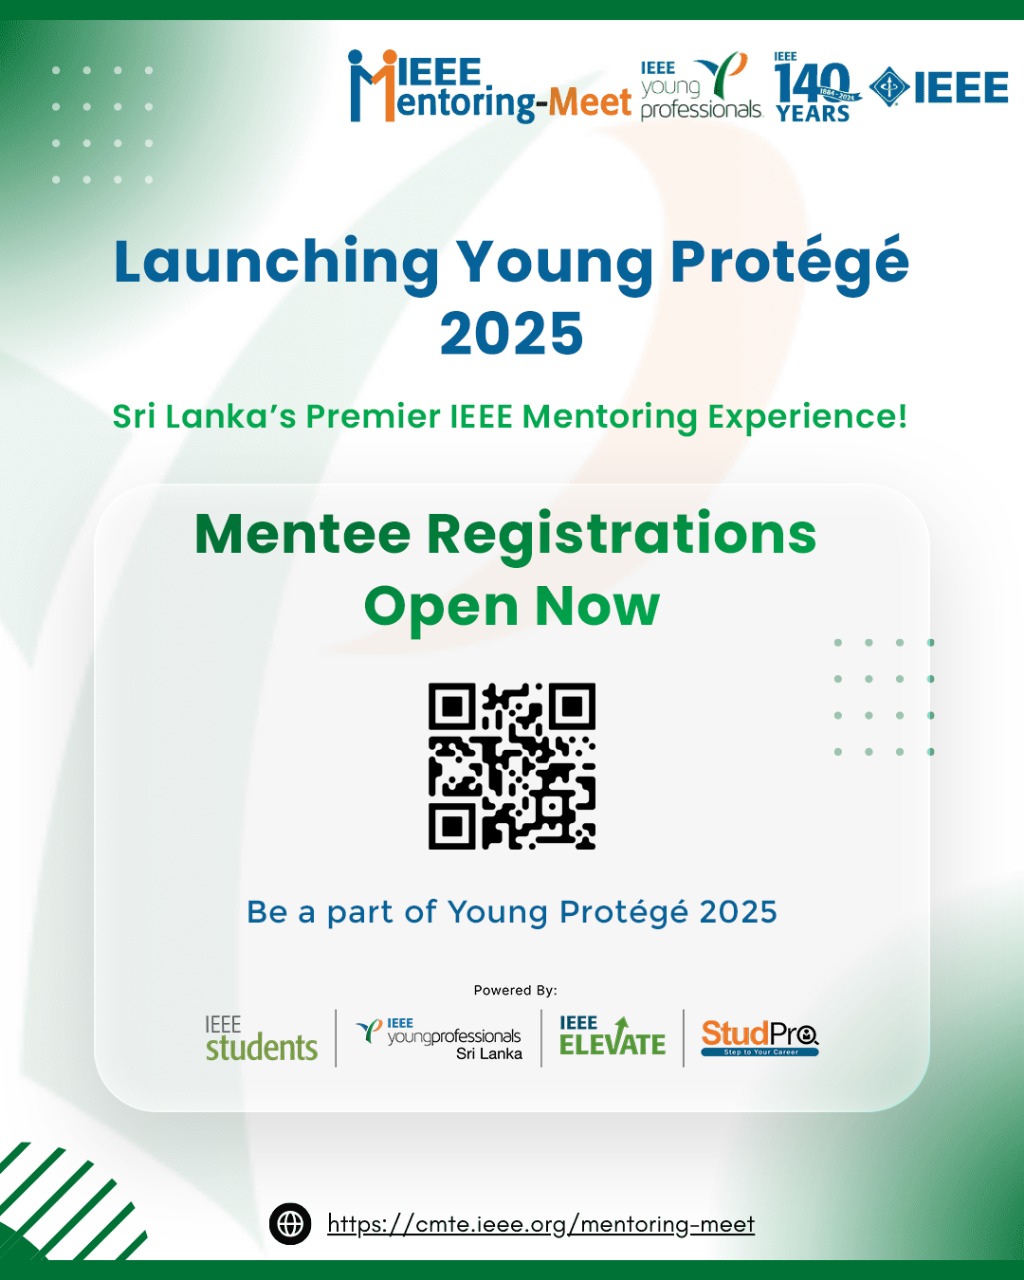 IEEE
Mentoring-Meet
IEEE
young
professionals
IEEE
140
1884-2024
YEARS
IEEE
Launching Young Protégé
2025
Sri Lanka’s Premier IEEE Mentoring Experience!
Mentee Registrations
Open Now
Be a part of Young Protégé 2025
Powered By:
IEEE
students
IEEE
youngprofessionals
Sri Lanka
IEEE
ELEVATE
StudPro
Step to Your Career
https://cmte.ieee.org/mentoring-meet